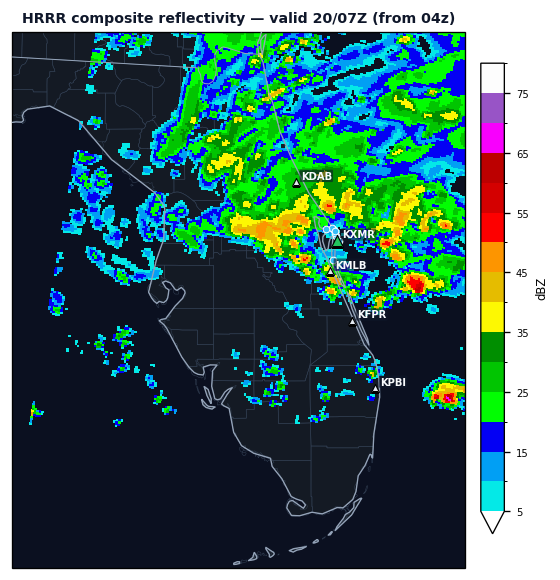 HRRR composite reflectivity — valid 20/07Z (from 04z)
KDAB
KXMR
KMLB
KFPR
KPBI
75
65
55
45
35
25
15
5
dBZ